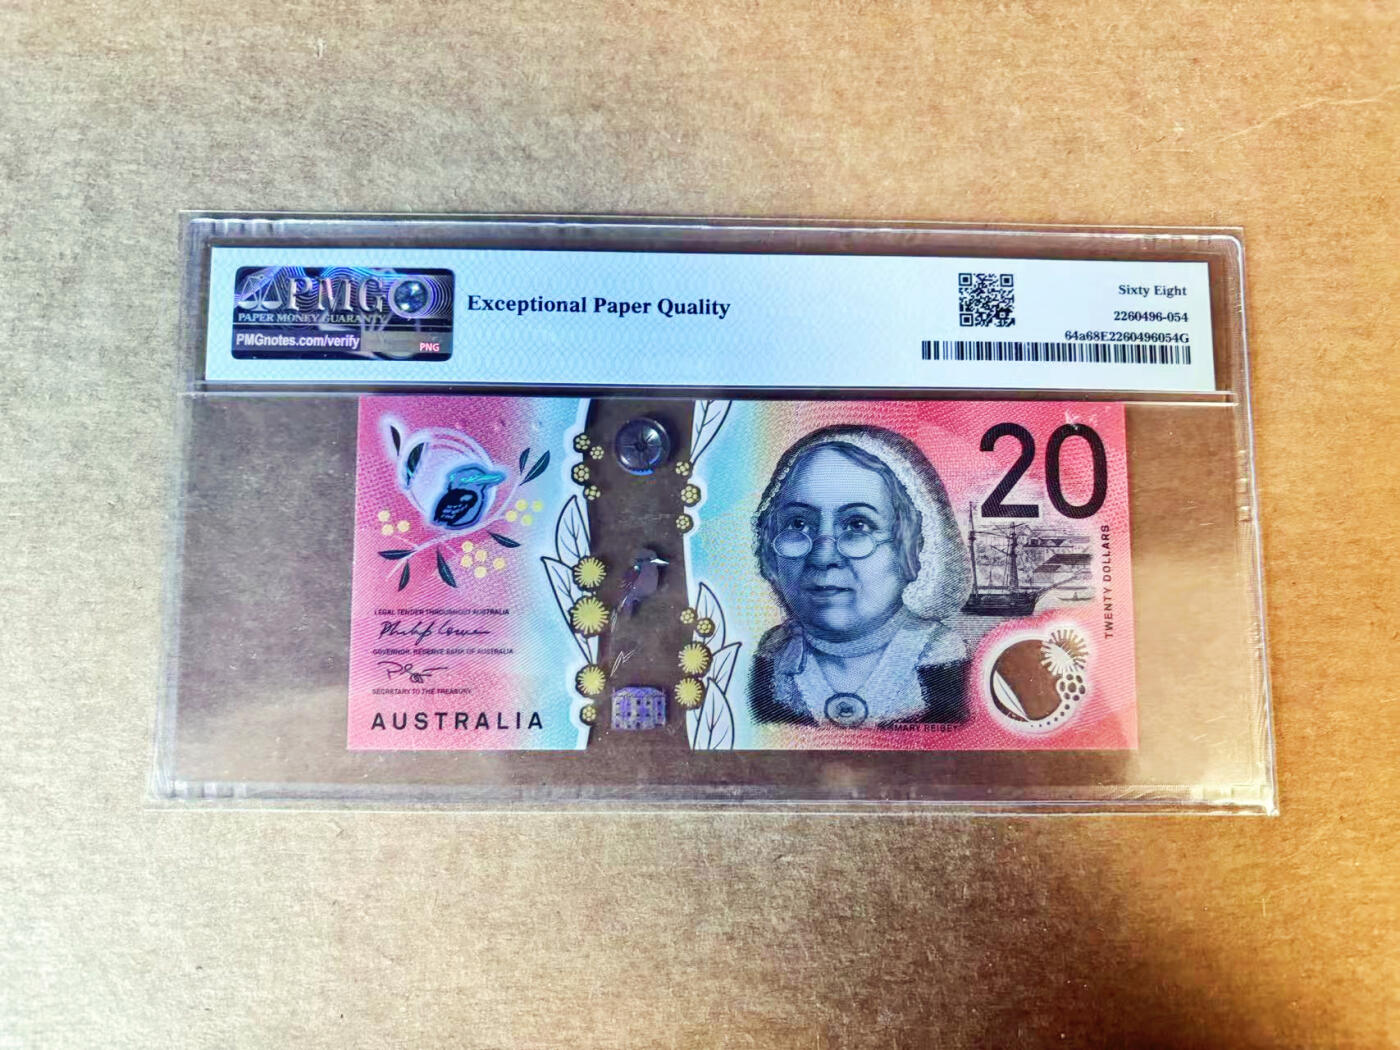 PMG
PAPER MONEY GUARANTY
PMGnotes.com/verify
PNG
Exceptional Paper Quality
Sixty Eight
2260496-054
64a68E2260496054G
20
TWENTY DOLLARS
LEGAL TENDER THROUGHOUT AUSTRALIA
GOVERNOR, RESERVE BANK OF AUSTRALIA
SECRETARY TO THE TREASURY
AUSTRALIA
MARY REIBEY